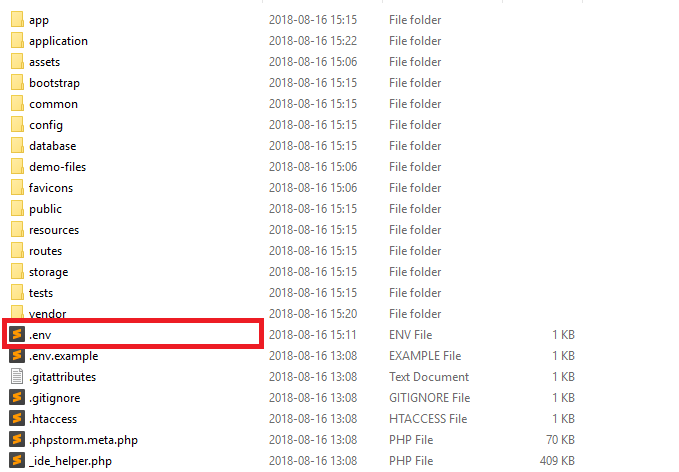 app 2018-08-16 15:15 File folder
application 2018-08-16 15:22 File folder
assets 2018-08-16 15:06 File folder
bootstrap 2018-08-16 15:15 File folder
common 2018-08-16 15:15 File folder
config 2018-08-16 15:15 File folder
database 2018-08-16 15:15 File folder
demo-files 2018-08-16 15:06 File folder
favicons 2018-08-16 15:06 File folder
public 2018-08-16 15:15 File folder
resources 2018-08-16 15:15 File folder
routes 2018-08-16 15:15 File folder
storage 2018-08-16 15:15 File folder
tests 2018-08-16 15:15 File folder
vendor 2018-08-16 15:20 File folder
.env 2018-08-16 15:11 ENV File 1 KB
.env.example 2018-08-16 13:08 EXAMPLE File 1 KB
.gitattributes 2018-08-16 13:08 Text Document 1 KB
.gitignore 2018-08-16 13:08 GITIGNORE File 1 KB
.htaccess 2018-08-16 13:08 HTACCESS File 1 KB
.phpstorm.meta.php 2018-08-16 13:08 PHP File 70 KB
_ide_helper.php 2018-08-16 13:08 PHP File 409 KB